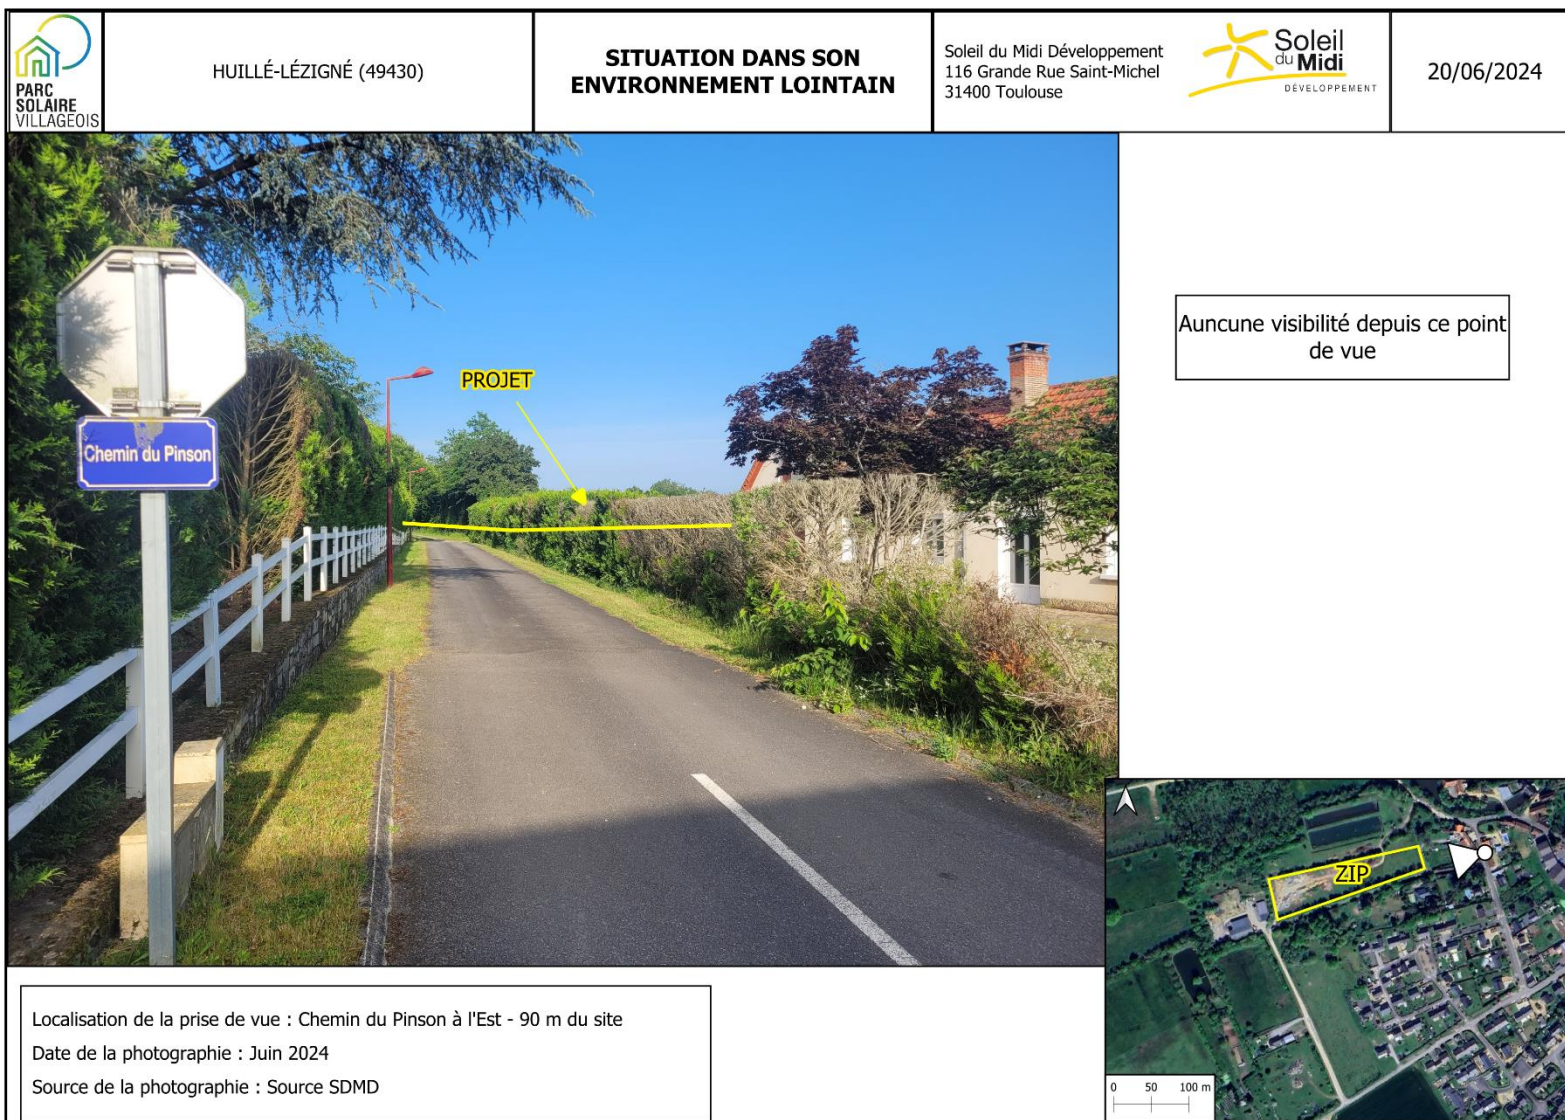 PARC
SOLAIRE
VILLAGEOIS
HUILLÉ-LÉZIGNÉ (49430)
SITUATION DANS SON
ENVIRONNEMENT LOINTAIN
Soleil du Midi Développement
116 Grande Rue Saint-Michel
31400 Toulouse
Soleil
du Midi
DÉVELOPPEMENT
20/06/2024
PROJET
Chemin du Pinson
Auncune visibilité depuis ce point
de vue
ZIP
0 50 100 m
Localisation de la prise de vue : Chemin du Pinson à l'Est - 90 m du site
Date de la photographie : Juin 2024
Source de la photographie : Source SDMD